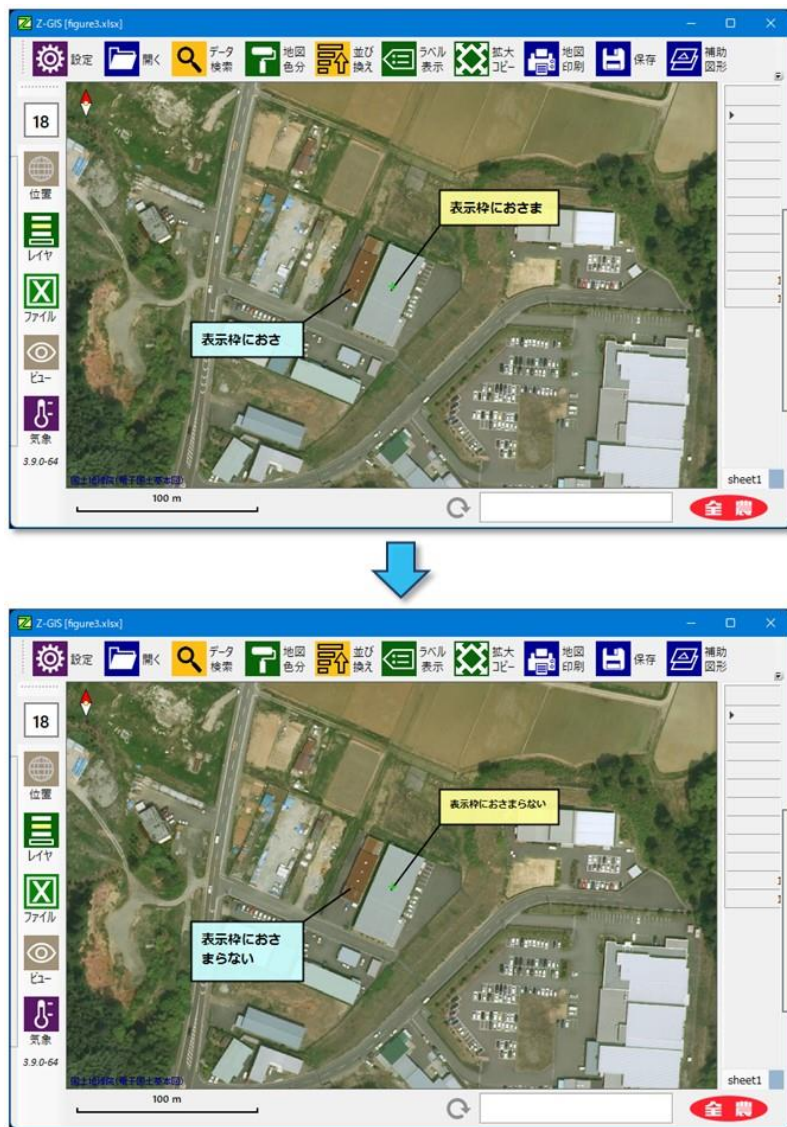 Z-GIS [figure3.xlsx]
設定
開く
データ
検索
地図
色分
並び
換え
ラベル
表示
拡大
コピー
地図
印刷
保存
補助
図形
18
位置
レイヤ
ファイル
ビュー
気象
3.9.0-64
表示枠におさま
表示枠におさ
国土地理院(電子国土基本図)
100 m
1
1
sheet1
全農
Z-GIS [figure3.xlsx]
設定
開く
データ
検索
地図
色分
並び
換え
ラベル
表示
拡大
コピー
地図
印刷
保存
補助
図形
18
位置
レイヤ
ファイル
ビュー
気象
3.9.0-64
表示枠におさまらない
表示枠におさ
まらない
国土地理院(電子国土基本図)
100 m
1
1
sheet1
全農